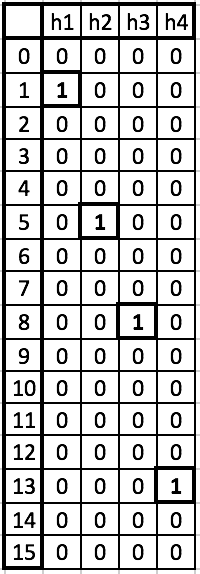 h1 h2 h3 h4
0 0 0 0 0
1 1 0 0 0
2 0 0 0 0
3 0 0 0 0
4 0 0 0 0
5 0 1 0 0
6 0 0 0 0
7 0 0 0 0
8 0 0 1 0
9 0 0 0 0
10 0 0 0 0
11 0 0 0 0
12 0 0 0 0
13 0 0 0 1
14 0 0 0 0
15 0 0 0 0